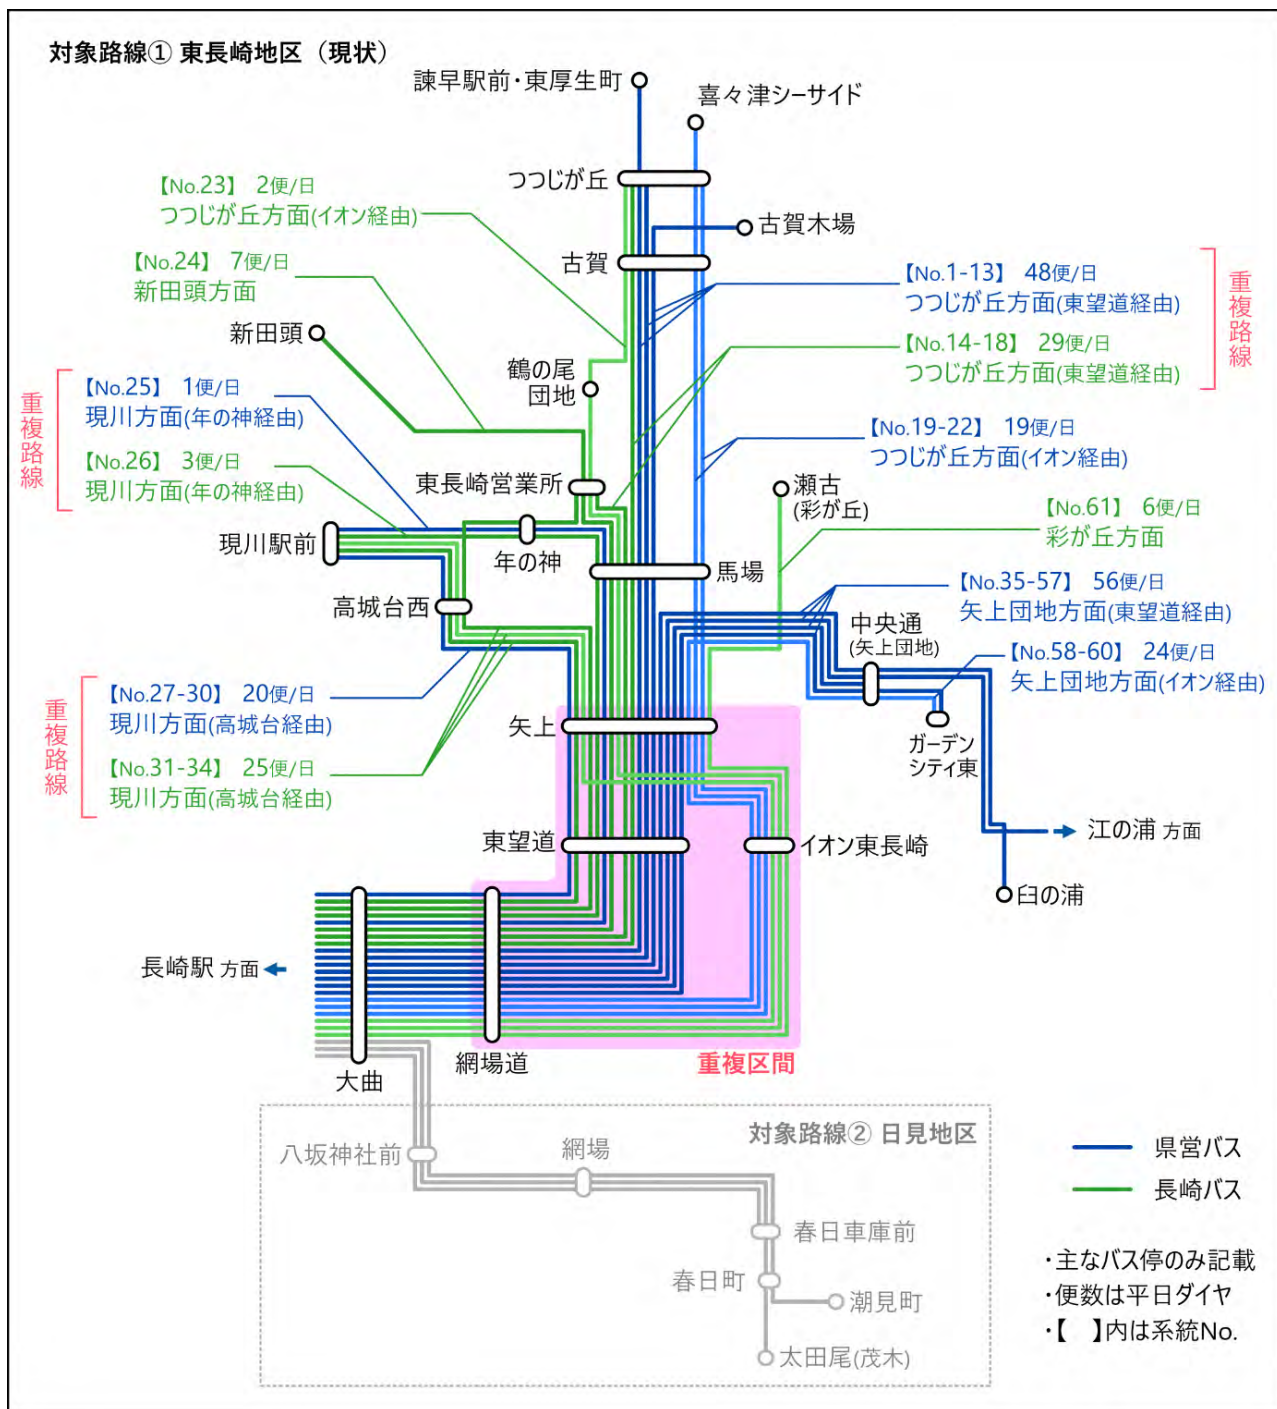 対象路線① 東長崎地区（現状）
諫早駅前・東厚生町
喜々津シーサイド
つつじが丘
【No.23】 2便/日
つつじが丘方面(イオン経由)
古賀木場
古賀
【No.24】 7便/日
新田頭方面
【No.1-13】 48便/日
つつじが丘方面(東望道経由)
【No.14-18】 29便/日
つつじが丘方面(東望道経由)
重複路線
新田頭
鶴の尾
団地
重複路線
【No.25】 1便/日
現川方面(年の神経由)
【No.26】 3便/日
現川方面(年の神経由)
【No.19-22】 19便/日
つつじが丘方面(イオン経由)
東長崎営業所
瀬古
(彩が丘)
【No.61】 6便/日
彩が丘方面
現川駅前
年の神
馬場
高城台西
【No.35-57】 56便/日
矢上団地方面(東望道経由)
中央通
(矢上団地)
【No.58-60】 24便/日
矢上団地方面(イオン経由)
重複路線
【No.27-30】 20便/日
現川方面(高城台経由)
【No.31-34】 25便/日
現川方面(高城台経由)
矢上
ガーデン
シティ東
東望道
イオン東長崎
江の浦 方面
臼の浦
長崎駅 方面
大曲
網場道
重複区間
対象路線② 日見地区
八坂神社前
網場
春日車庫前
春日町
潮見町
太田尾(茂木)
県営バス
長崎バス
・主なバス停のみ記載
・便数は平日ダイヤ
・【 】内は系統No.